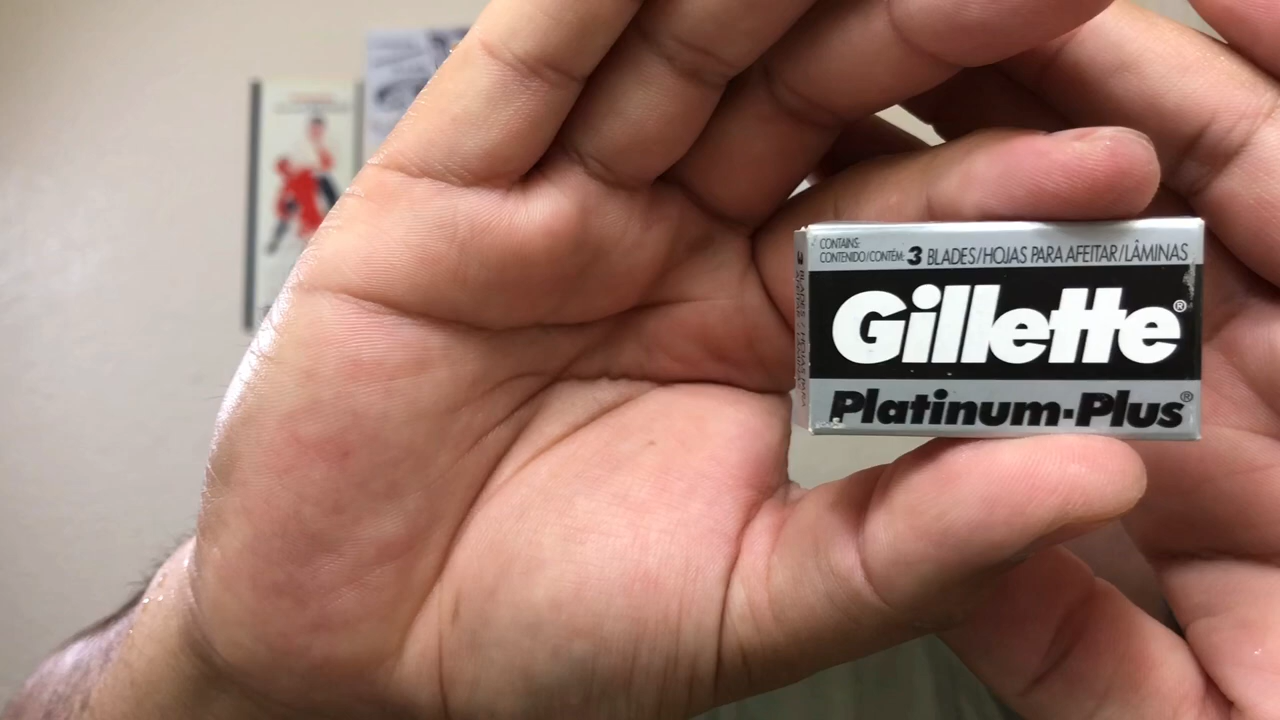 CONTAINS:
CONTENIDO/CONTÉM: 3 BLADES/HOJAS PARA AFEITAR/LÂMINAS
Gillette®
Platinum-Plus®